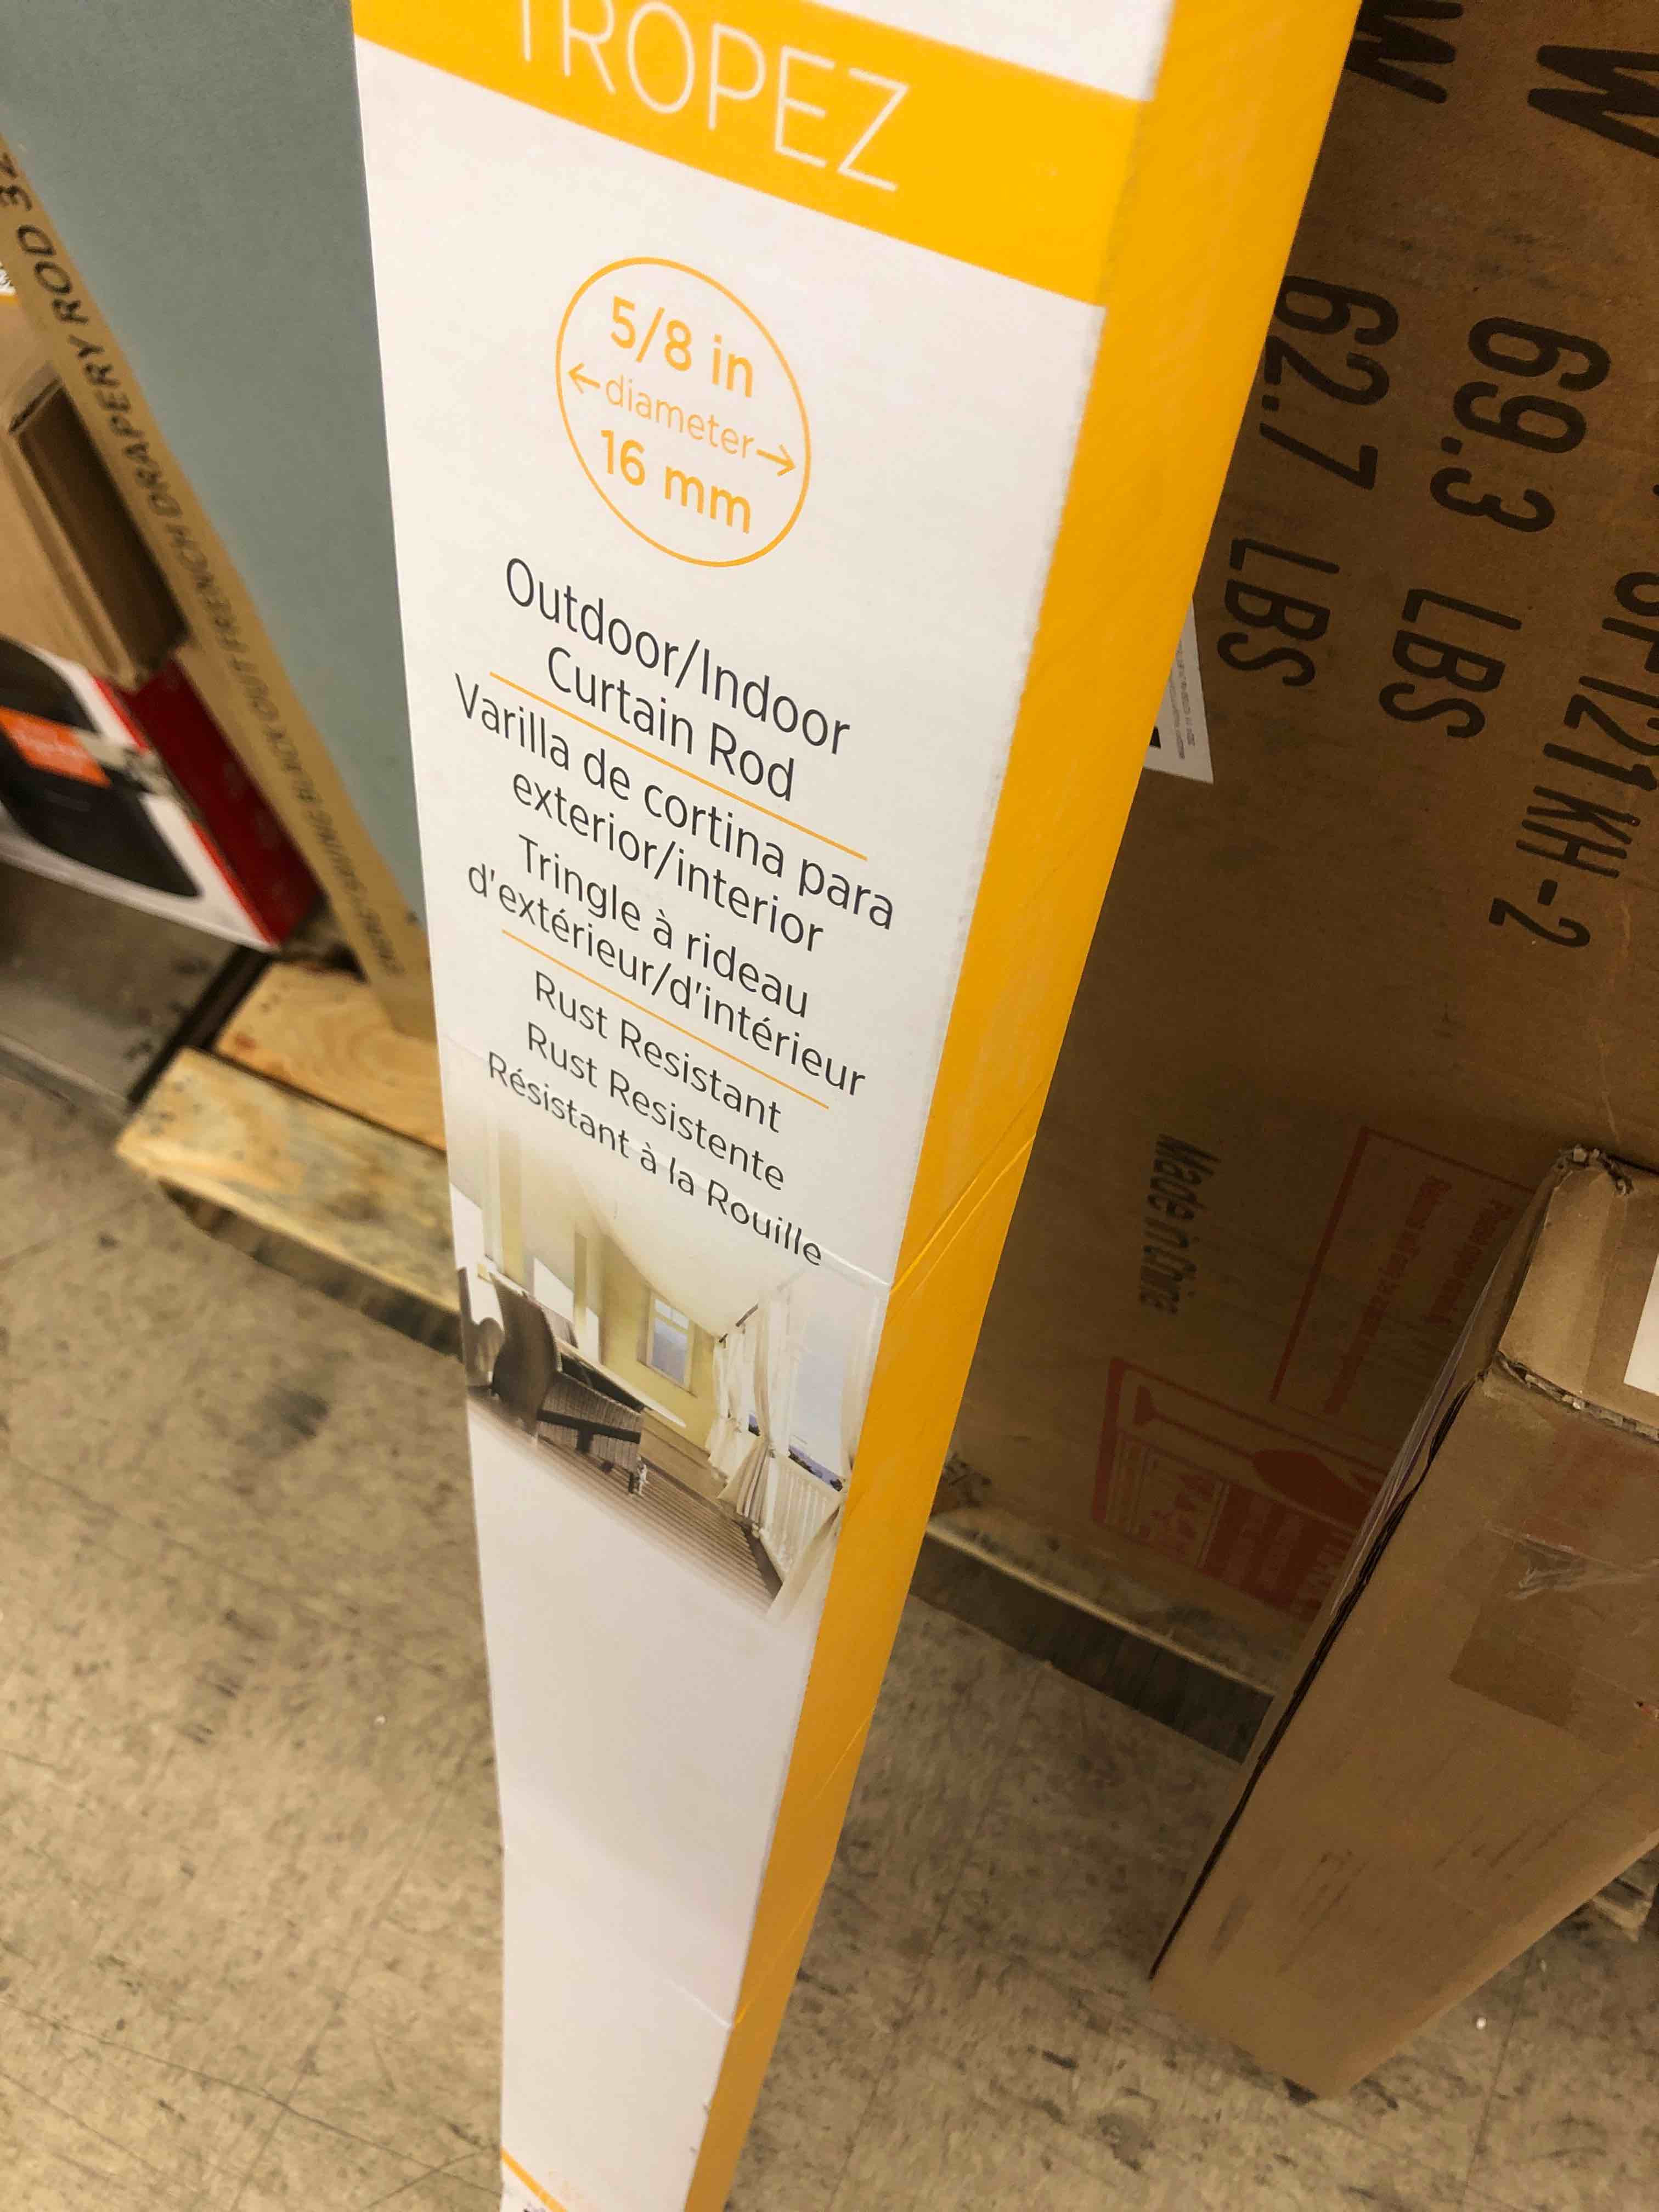 TROPEZ
5/8 in
←diameter→
16 mm
Outdoor/Indoor
Curtain Rod
Varilla de cortina para
exterior/interior
Tringle à rideau
d'extérieur/d'intérieur
Rust Resistant
Rust Resistente
Résistant à la Rouille
FRENCH DRAPERY ROD
W
W
69.3 LBS
62.7 LBS
Made in